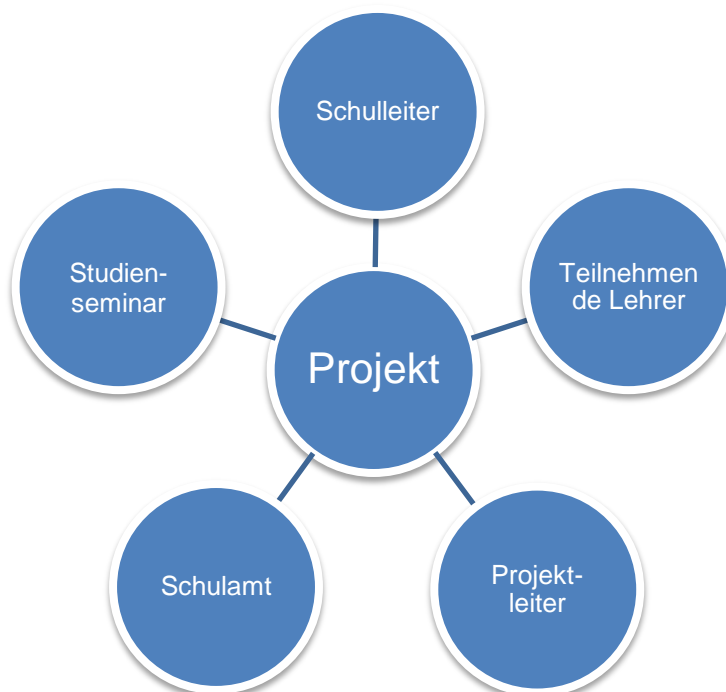 Schulleiter
Studien-
seminar
Teilnehmen
de Lehrer
Projekt
Schulamt
Projekt-
leiter